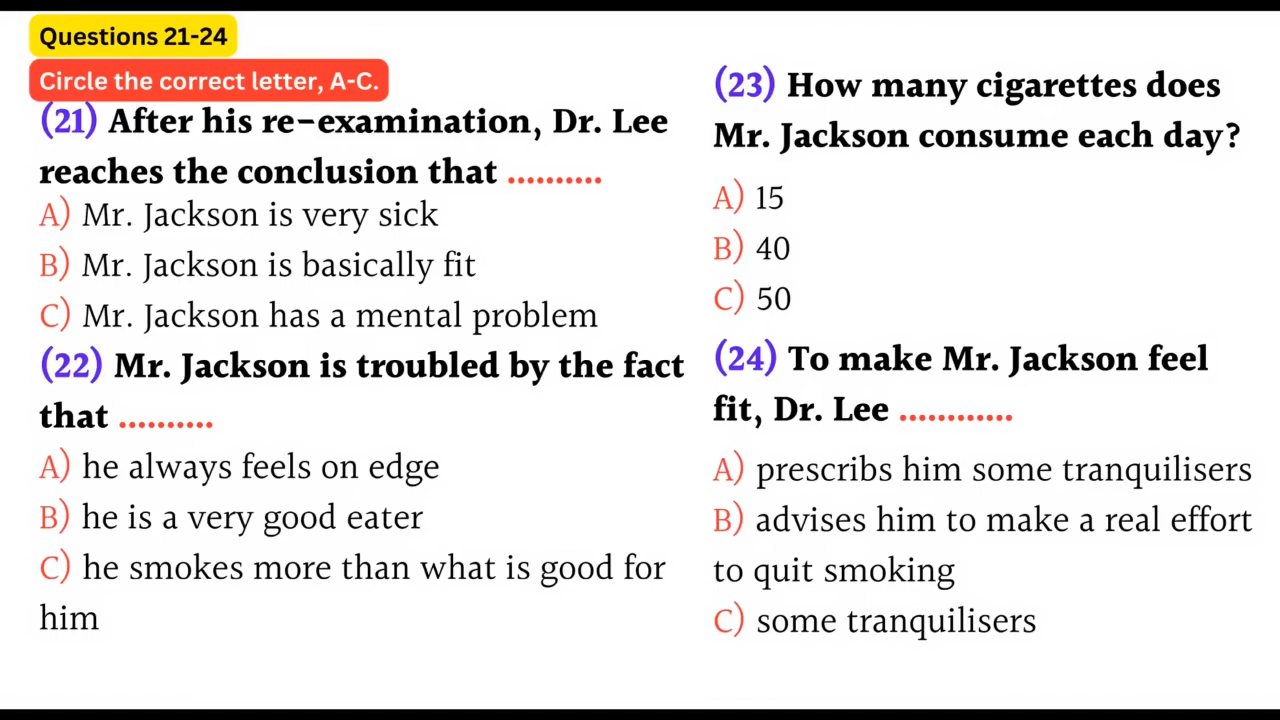 Questions 21-24
Circle the correct letter, A-C.
(21) After his re-examination, Dr. Lee
reaches the conclusion that ..........
A) Mr. Jackson is very sick
B) Mr. Jackson is basically fit
C) Mr. Jackson has a mental problem
(22) Mr. Jackson is troubled by the fact
that ..........
A) he always feels on edge
B) he is a very good eater
C) he smokes more than what is good for
him
(23) How many cigarettes does
Mr. Jackson consume each day?
A) 15
B) 40
C) 50
(24) To make Mr. Jackson feel
fit, Dr. Lee ............
A) prescribs him some tranquilisers
B) advises him to make a real effort
to quit smoking
C) some tranquilisers